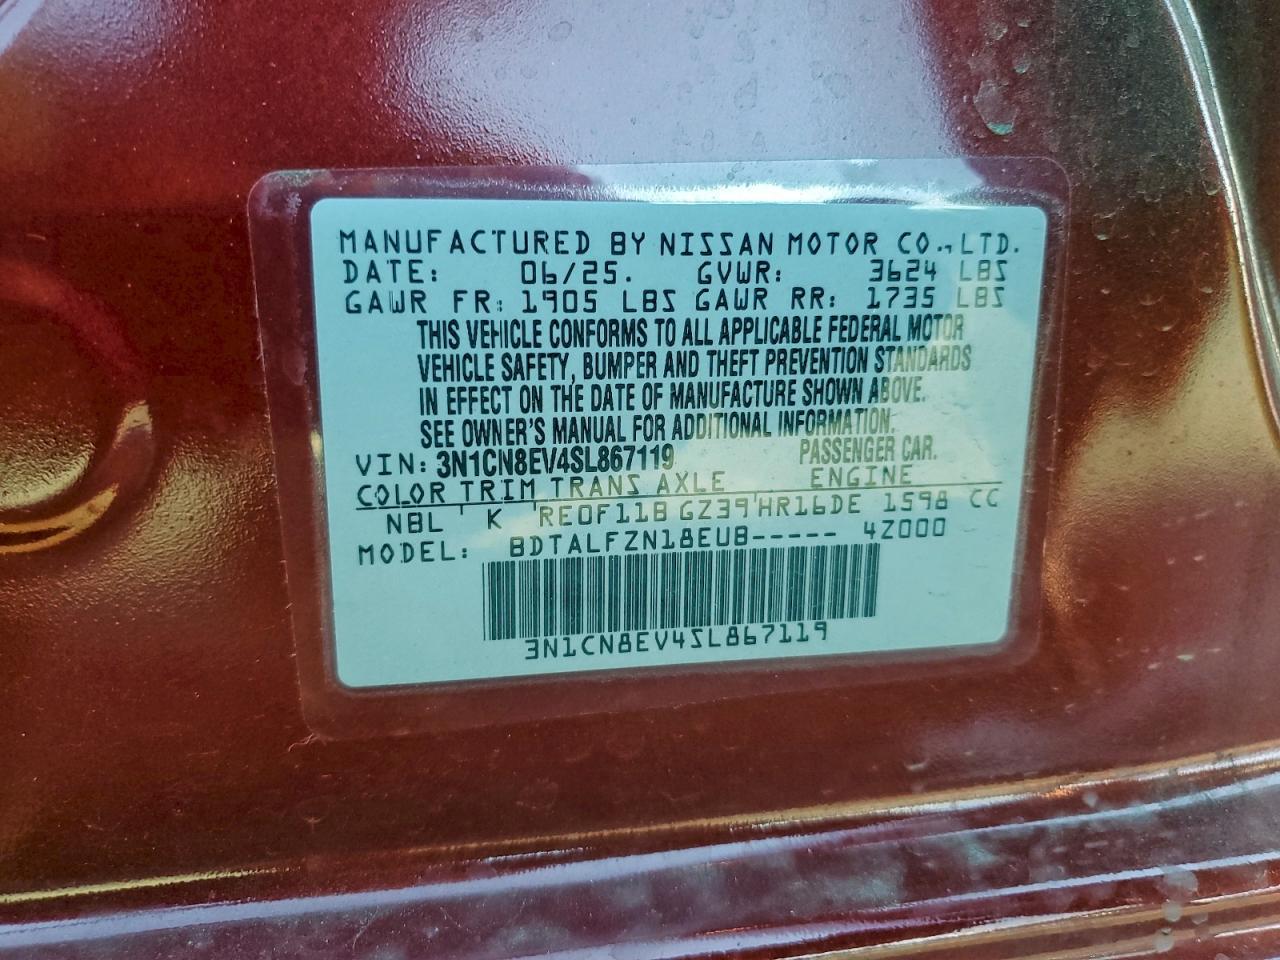 MANUFACTURED BY NISSAN MOTOR CO., LTD.
DATE: 06/25. GVWR: 3624 LBS
GAWR FR: 1905 LBS GAWR RR: 1735 LBS
THIS VEHICLE CONFORMS TO ALL APPLICABLE FEDERAL MOTOR
VEHICLE SAFETY, BUMPER AND THEFT PREVENTION STANDARDS
IN EFFECT ON THE DATE OF MANUFACTURE SHOWN ABOVE.
SEE OWNER'S MANUAL FOR ADDITIONAL INFORMATION.
VIN: 3N1CN8EV4SL867119 PASSENGER CAR.
COLOR TRIM TRANS AXLE ENGINE
NBL K RE0F11B GZ39 HR16DE 1598 CC
MODEL: BDTALFZN18EUB----- 4Z000
3N1CN8EV4SL867119